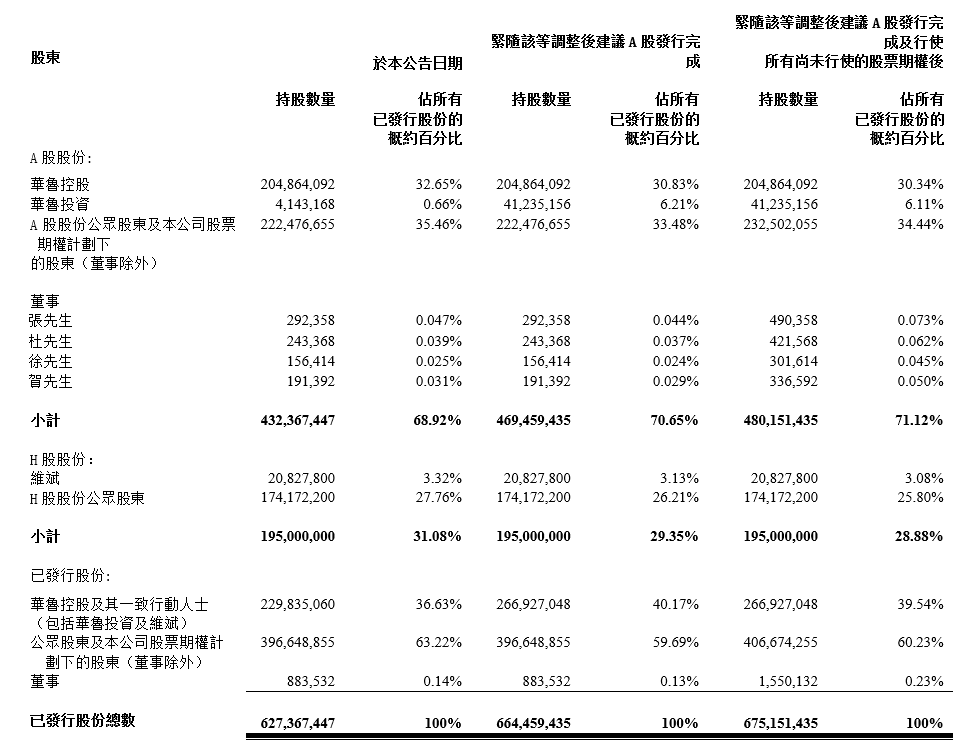 緊隨該等調整後建議 A 股發行完
成及行使
緊隨該等調整後建議 A 股發行完
股東 於本公告日期 成 所有尚未行使的股票期權後
持股數量 佔所有 持股數量 佔所有 持股數量 佔所有
已發行股份的 已發行股份的 已發行股份的
概約百分比 概約百分比 概約百分比
A 股股份:
華魯控股 204,864,092 32.65% 204,864,092 30.83% 204,864,092 30.34%
華魯投資 4,143,168 0.66% 41,235,156 6.21% 41,235,156 6.11%
A 股股份公眾股東及本公司股票 222,476,655 35.46% 222,476,655 33.48% 232,502,055 34.44%
期權計劃下
的股東（董事除外）
董事
張先生 292,358 0.047% 292,358 0.044% 490,358 0.073%
杜先生 243,368 0.039% 243,368 0.037% 421,568 0.062%
徐先生 156,414 0.025% 156,414 0.024% 301,614 0.045%
賀先生 191,392 0.031% 191,392 0.029% 336,592 0.050%
小計 432,367,447 68.92% 469,459,435 70.65% 480,151,435 71.12%
H 股股份：
維斌 20,827,800 3.32% 20,827,800 3.13% 20,827,800 3.08%
H 股股份公眾股東 174,172,200 27.76% 174,172,200 26.21% 174,172,200 25.80%
小計 195,000,000 31.08% 195,000,000 29.35% 195,000,000 28.88%
已發行股份:
華魯控股及其一致行動人士 229,835,060 36.63% 266,927,048 40.17% 266,927,048 39.54%
（包括華魯投資及維斌）
公眾股東及本公司股票期權計 396,648,855 63.22% 396,648,855 59.69% 406,674,255 60.23%
劃下的股東（董事除外）
董事 883,532 0.14% 883,532 0.13% 1,550,132 0.23%
已發行股份總數 627,367,447 100% 664,459,435 100% 675,151,435 100%